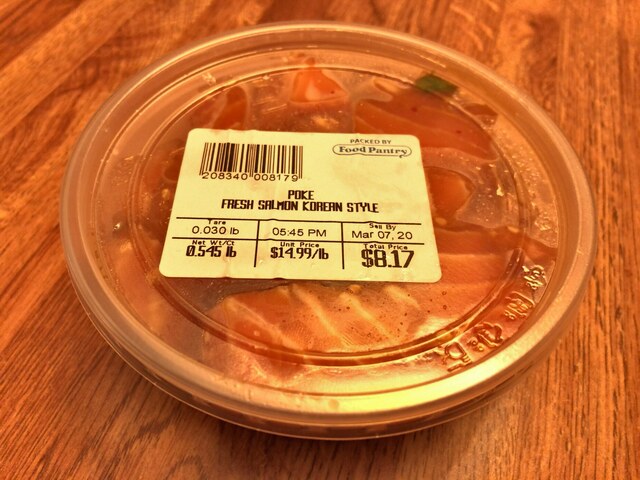 PACKED BY
Food Pantry
208340 008179
POKE
FRESH SALMON KOREAN STYLE
Tare
0.030 lb
05:45 PM
Sell By
Mar 07, 20
Net Wt/Ct
0.545 lb
Unit Price
$14.99/lb
Total Price
$8.17